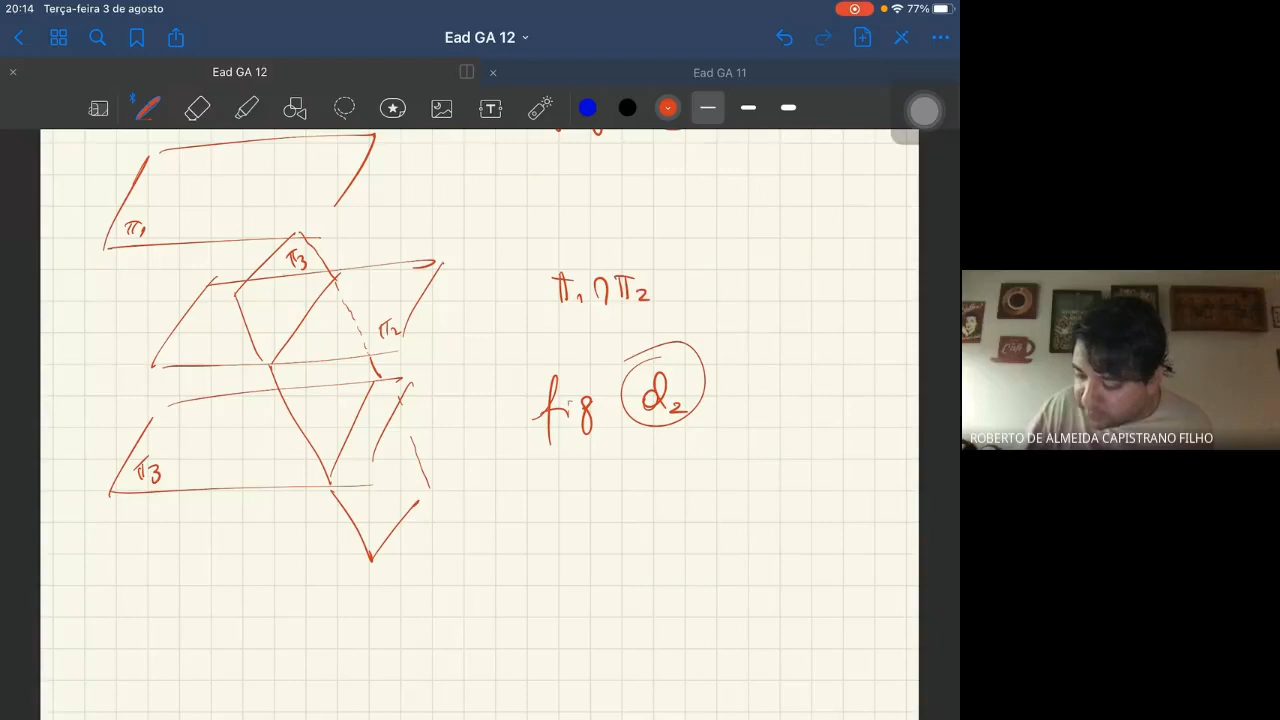 20:14 Terça-feira 3 de agosto 77%
Ead GA 12
Ead GA 12 Ead GA 11
T
π₁
π₃
π₂
π₁ ∩ π₂
fig d₂
π₃
ROBERTO DE ALMEIDA CAPISTRANO FILHO